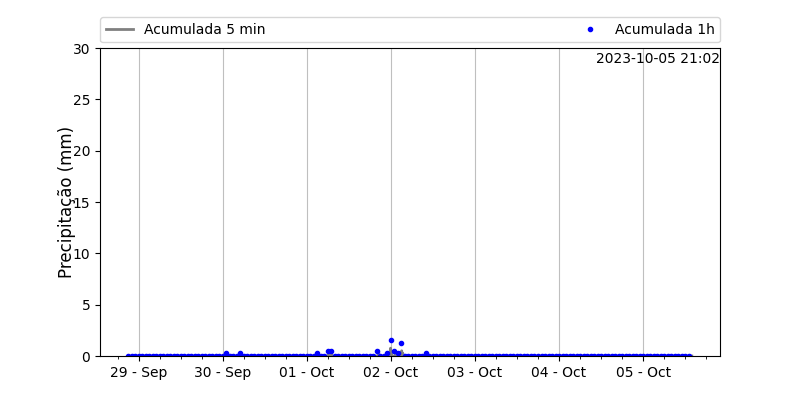 Acumulada 5 min
Acumulada 1h
2023-10-05 21:02
Precipitação (mm)
30
25
20
15
10
5
0
29 - Sep
30 - Sep
01 - Oct
02 - Oct
03 - Oct
04 - Oct
05 - Oct